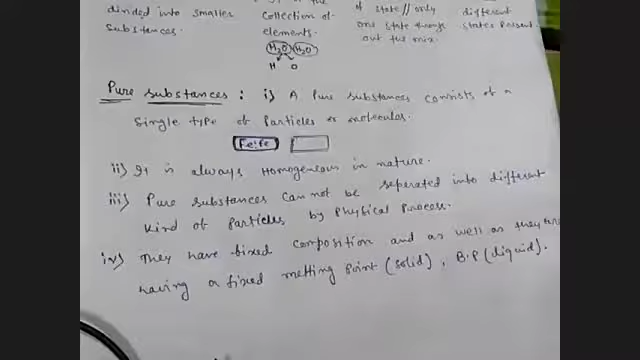 divided into smaller
substances.
collection of
elements.
H2O H2O
H O
of state // only
one state through
out the mix.
different
states present.
Pure substances : i) A pure substances consists of a
single type of particles or molecules.
Fe:Fe
ii) It is always homogeneous in nature.
iii) Pure substances cannot be seperated into different
kind of particles by physical process.
iv) They have fixed composition and as well as they're
having a fixed melting point (solid), B.P (liquid).